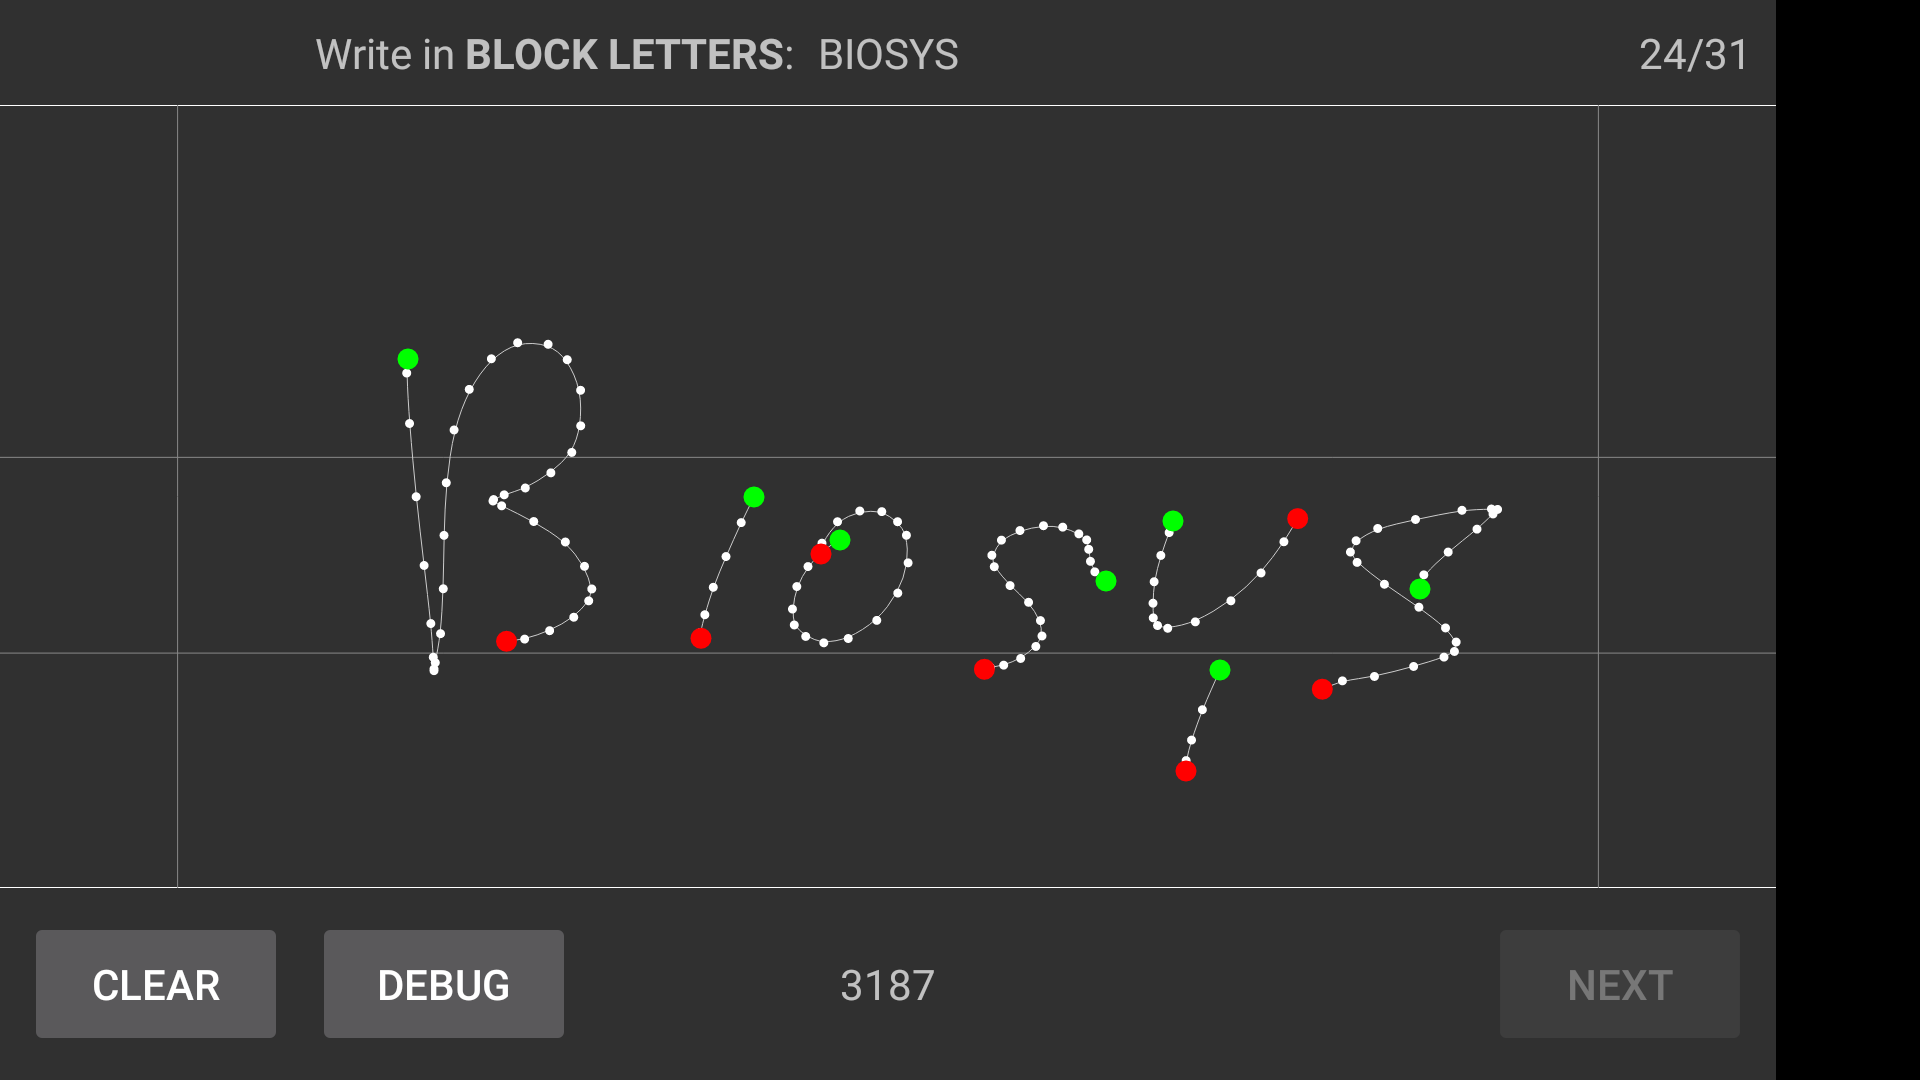 Write in BLOCK LETTERS: BIOSYS 24/31
BIOSYS
CLEAR DEBUG 3187 NEXT